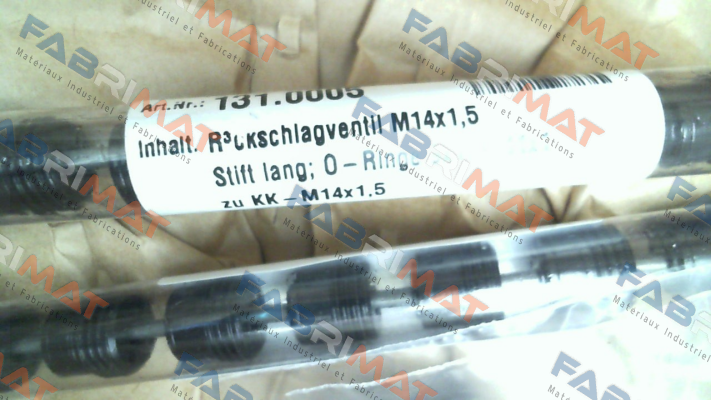 Art.Nr.: 131.0005
Inhalt. R³ckschlagventil M14x1,5
Stift lang; O-Ringe
zu KK - M14x1.5
FABRIMAT
Materiaux Industriel et Fabrications